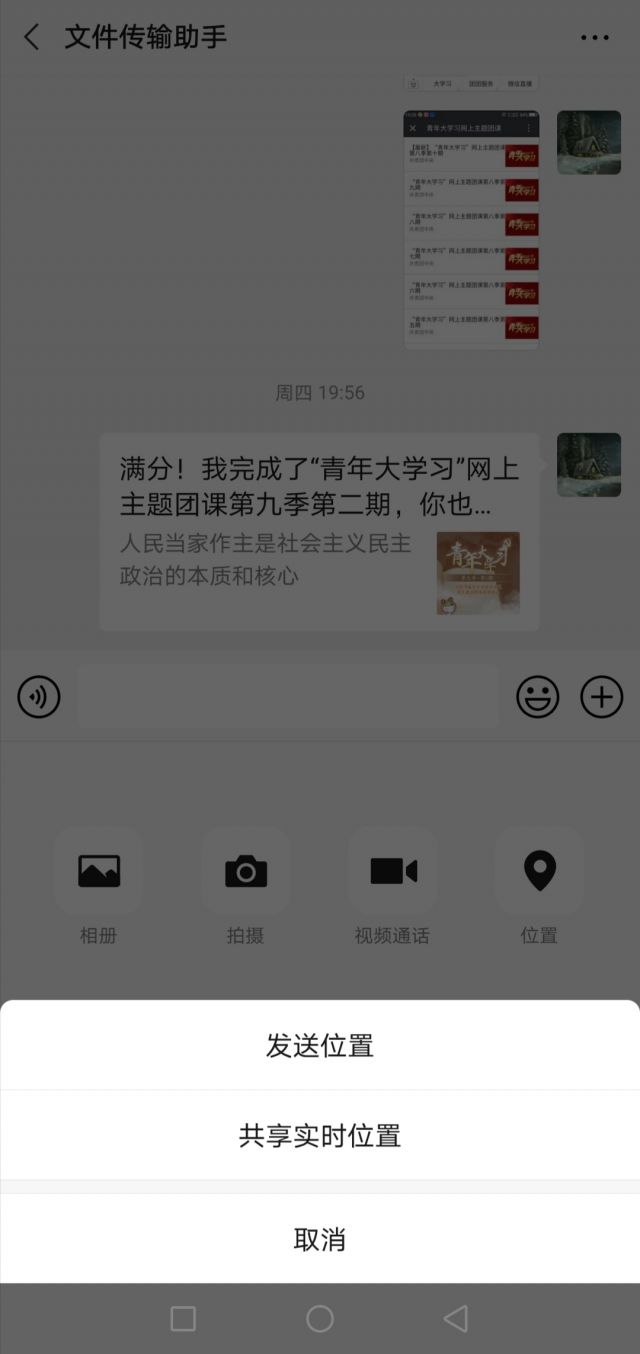 文件传输助手
大学习 团团服务 微信直播
青年大学习网上主题团课
【最新】“青年大学习”网上主题团课
第八季第十期
“青年大学习”网上主题团课第八季第
九期
“青年大学习”网上主题团课第八季第
八期
“青年大学习”网上主题团课第八季第
七期
“青年大学习”网上主题团课第八季第
六期
“青年大学习”网上主题团课第八季第
五期
周四 19:56
满分！我完成了“青年大学习”网上
主题团课第九季第二期，你也...
人民当家作主是社会主义民主
政治的本质和核心
青年大学习
相册 拍摄 视频通话 位置
发送位置
共享实时位置
取消